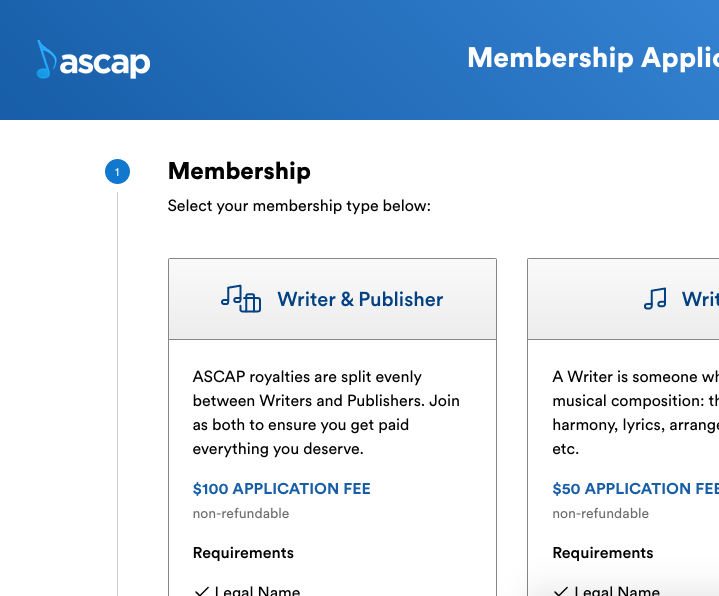 ascap
Membership Applic
1
Membership
Select your membership type below:
Writer & Publisher
ASCAP royalties are split evenly
between Writers and Publishers. Join
as both to ensure you get paid
everything you deserve.
$100 APPLICATION FEE
non-refundable
Requirements
Legal Name
Writ
A Writer is someone wh
musical composition: th
harmony, lyrics, arrange
etc.
$50 APPLICATION FEE
non-refundable
Requirements
Legal Name